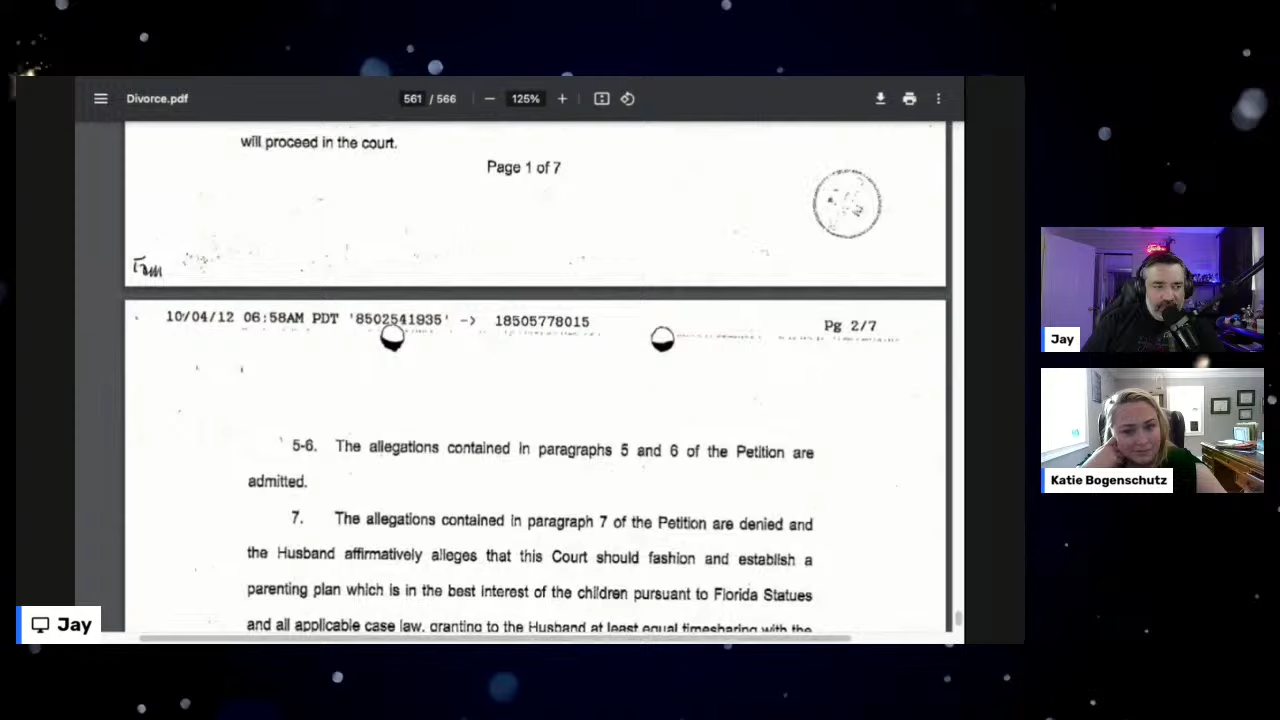 Divorce.pdf
561 / 566
125%
will proceed in the court.
Page 1 of 7
10/04/12 06:58AM PDT '8502541935' -> 18505778015
Pg 2/7
5-6. The allegations contained in paragraphs 5 and 6 of the Petition are
admitted.
7. The allegations contained in paragraph 7 of the Petition are denied and
the Husband affirmatively alleges that this Court should fashion and establish a
parenting plan which is in the best interest of the children pursuant to Florida Statues
and all applicable case law, granting to the Husband at least equal timesharing with the
Jay
Jay
Katie Bogenschutz